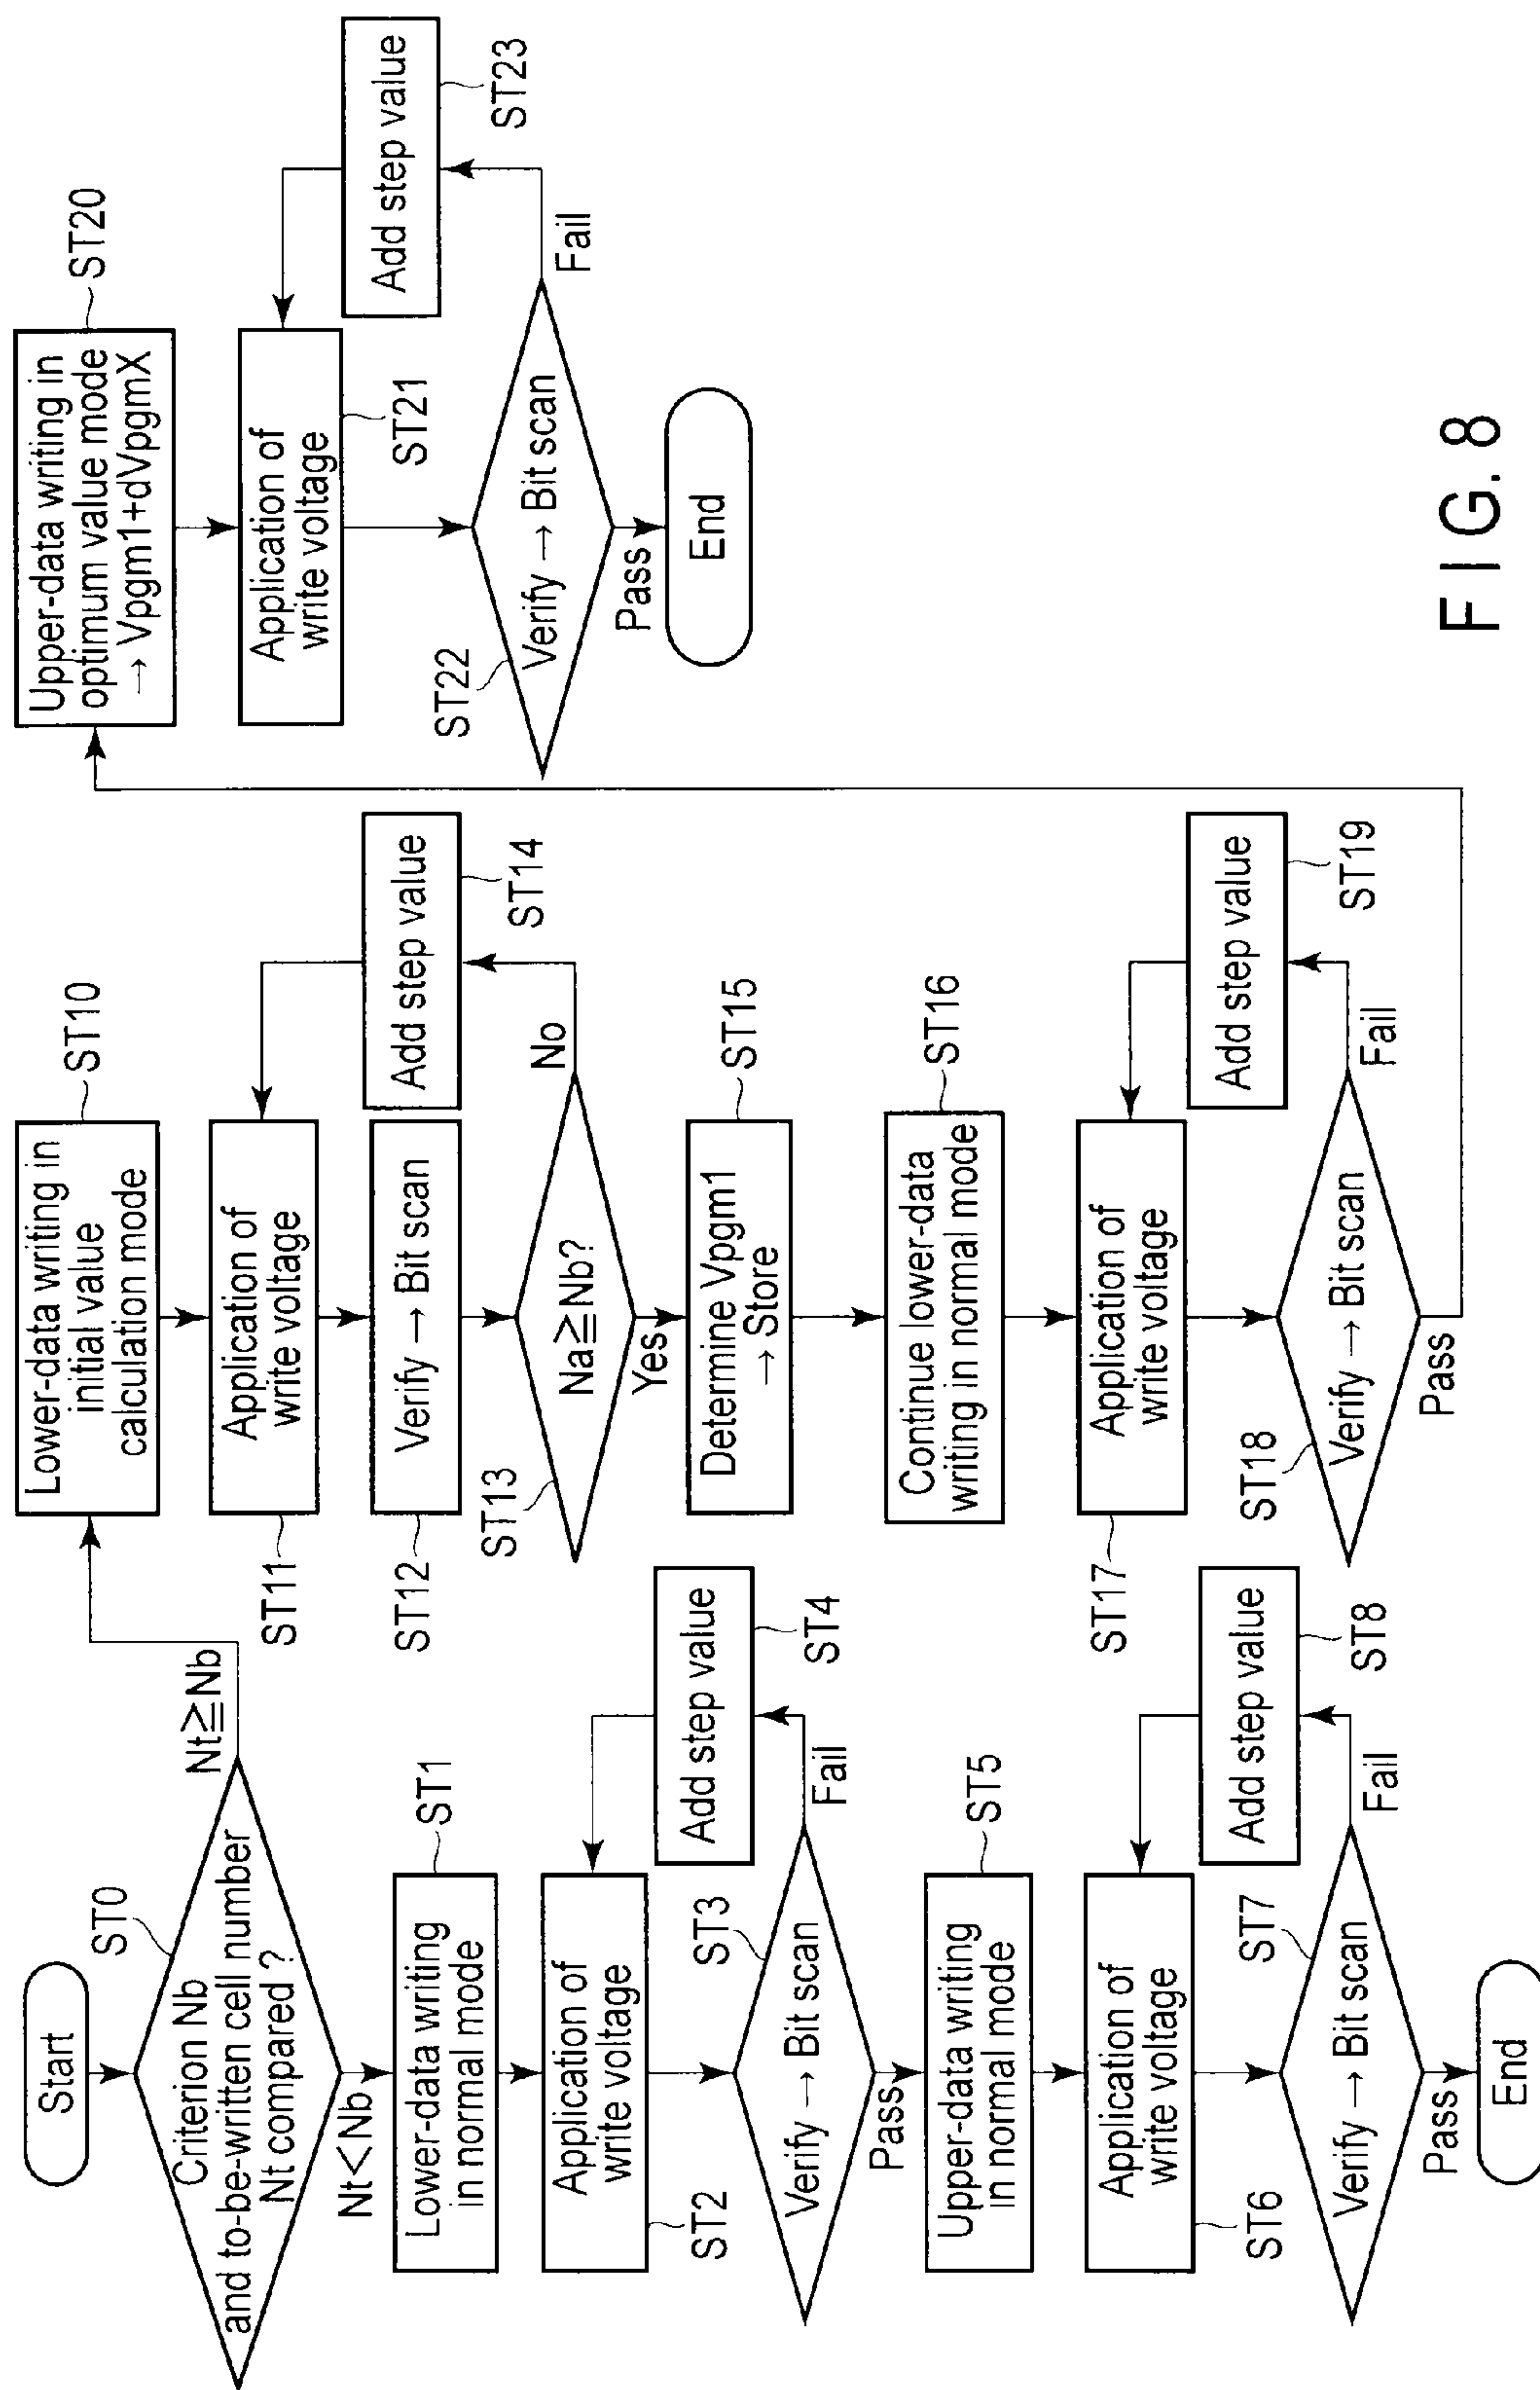 Start
ST0
Criterion Nb
and to-be-written cell number
Nt compared ?
Nt≧Nb
Nt<Nb
Lower-data writing
in normal mode
ST1
Application of
write voltage
ST2
Verify → Bit scan
ST3
Fail
Add step value
ST4
Pass
Upper-data writing
in normal mode
ST5
Application of
write voltage
ST6
Verify → Bit scan
ST7
Fail
Add step value
ST8
Pass
End
Lower-data writing in
initial value
calculation mode
ST10
Application of
write voltage
ST11
Verify → Bit scan
ST12
Na≧Nb?
ST13
No
Add step value
ST14
Yes
Determine Vpgm1
→ Store
ST15
Continue lower-data
writing in normal mode
ST16
Application of
write voltage
ST17
Verify → Bit scan
ST18
Fail
Add step value
ST19
Pass
Upper-data writing in
optimum value mode
→ Vpgm1+dVpgmX
ST20
Application of
write voltage
ST21
Verify → Bit scan
ST22
Fail
Add step value
ST23
Pass
End
FIG. 8